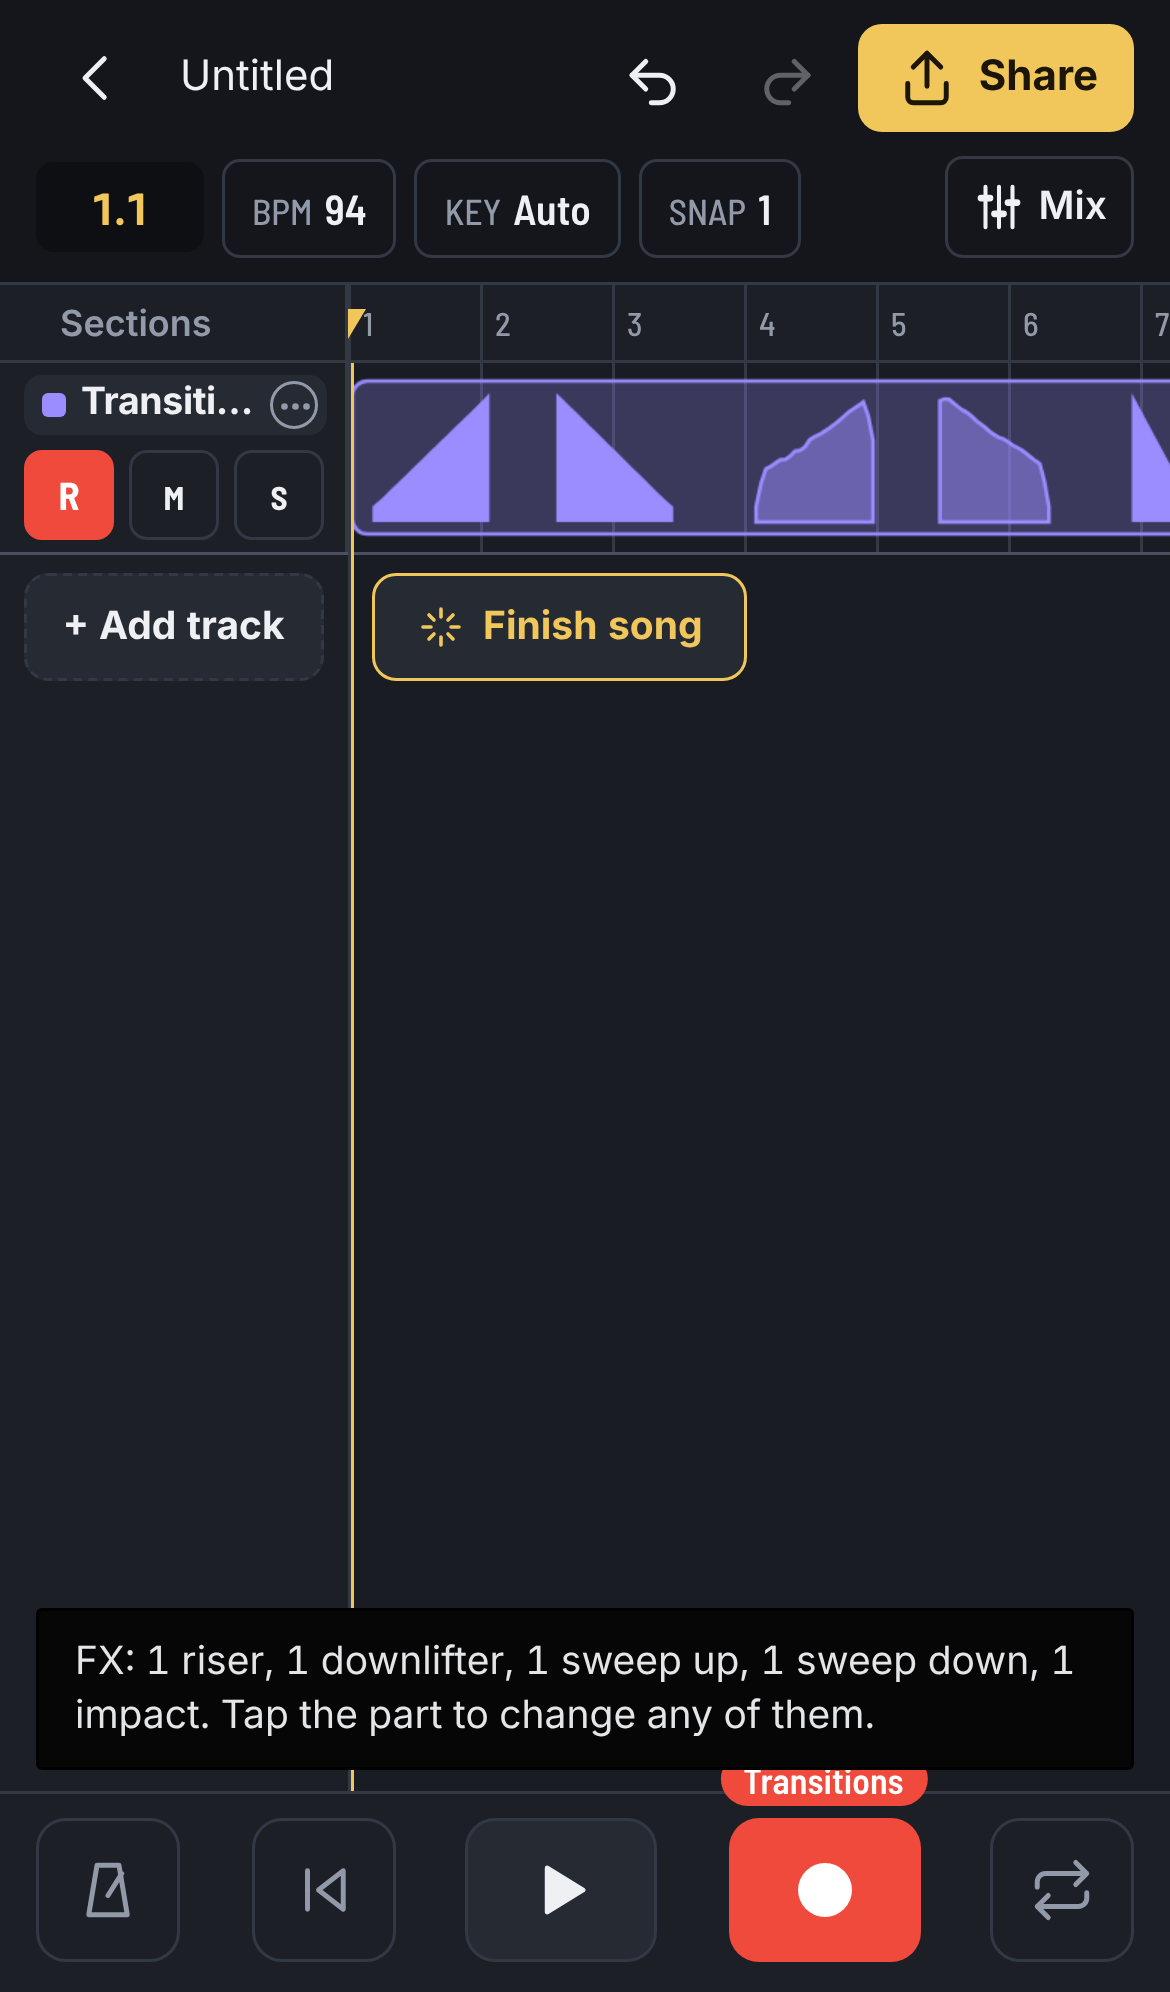 Untitled
Share
1.1
BPM 94
KEY Auto
SNAP 1
Mix
Sections
1 2 3 4 5 6 7
Transiti...
R M S
+ Add track
Finish song
FX: 1 riser, 1 downlifter, 1 sweep up, 1 sweep down, 1
impact. Tap the part to change any of them.
Transitions